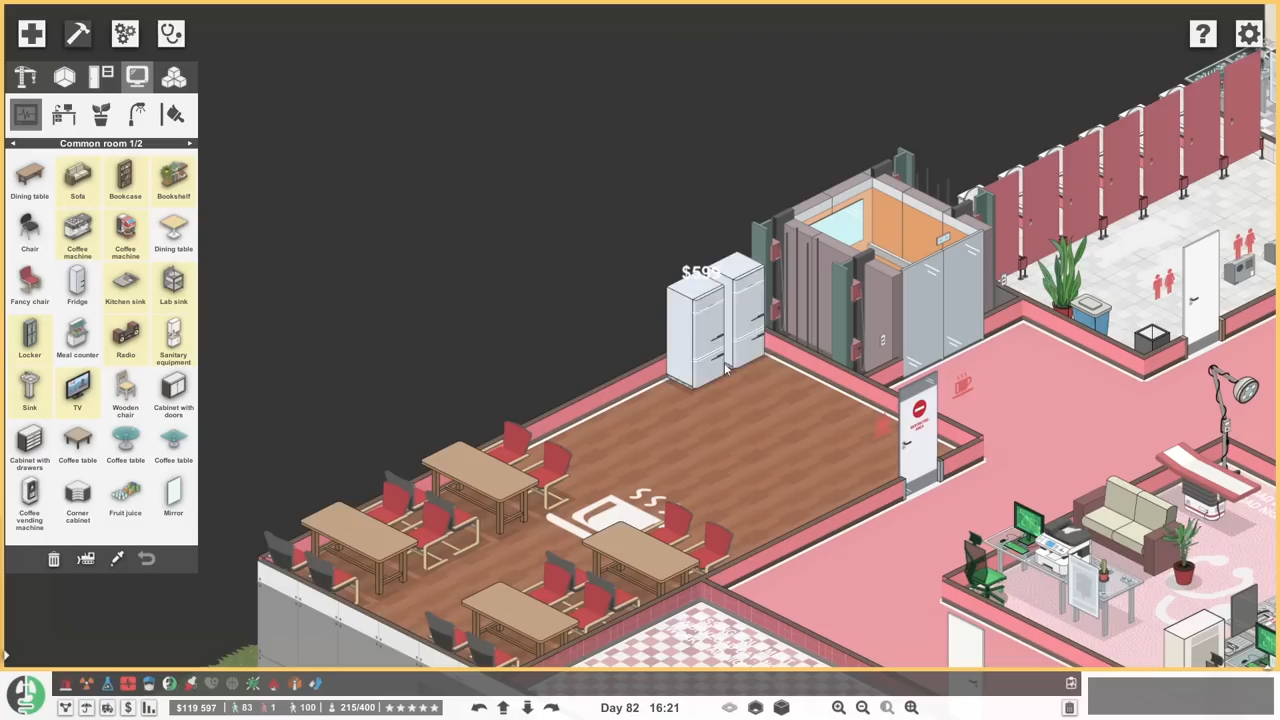 ?
Common room 1/2
Dining table
Sofa
Bookcase
Bookshelf
Chair
Coffee machine
Coffee machine
Dining table
Fancy chair
Fridge
Kitchen sink
Lab sink
Locker
Meal counter
Radio
Sanitary equipment
Sink
TV
Wooden chair
Cabinet with doors
Cabinet with drawers
Coffee table
Coffee table
Coffee table
Coffee vending machine
Corner cabinet
Fruit juice
Mirror
$119 597
83
1
100
215/400
Day 82 16:21